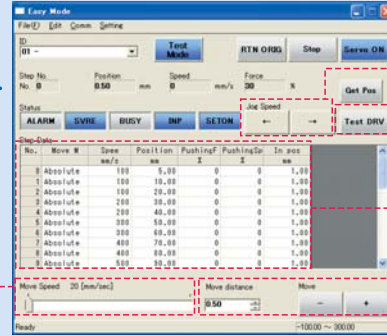 Easy Mode
File(F) Edit Comm. Setting
ID
01 -
Test Mode
RTN ORIG
Stop
Servo ON
Step No. Position Speed Force
No. 0 0.50 mm 0 mm/s 30 %
Get Pos
Status
Jog Speed
ALARM SVRE BUSY INP SETON ← → Test DRV
Step Data
No. Move M Spee Position PushingF PushingSp In pos
mm/s mm % % mm
0 Absolute 100 5.00 0 0 1.00
1 Absolute 100 10.00 0 0 1.00
2 Absolute 200 20.00 0 0 1.00
3 Absolute 200 30.00 0 0 1.00
4 Absolute 200 40.00 0 0 1.00
5 Absolute 300 50.00 0 0 1.00
6 Absolute 300 60.00 0 0 1.00
7 Absolute 400 70.00 0 0 1.00
8 Absolute 400 80.00 0 0 1.00
9 Absolute 500 90.00 0 0 1.00
Move Speed 20 [mm/sec] Move distance Move
0.50 - +
Ready -100.00 ~ 300.00